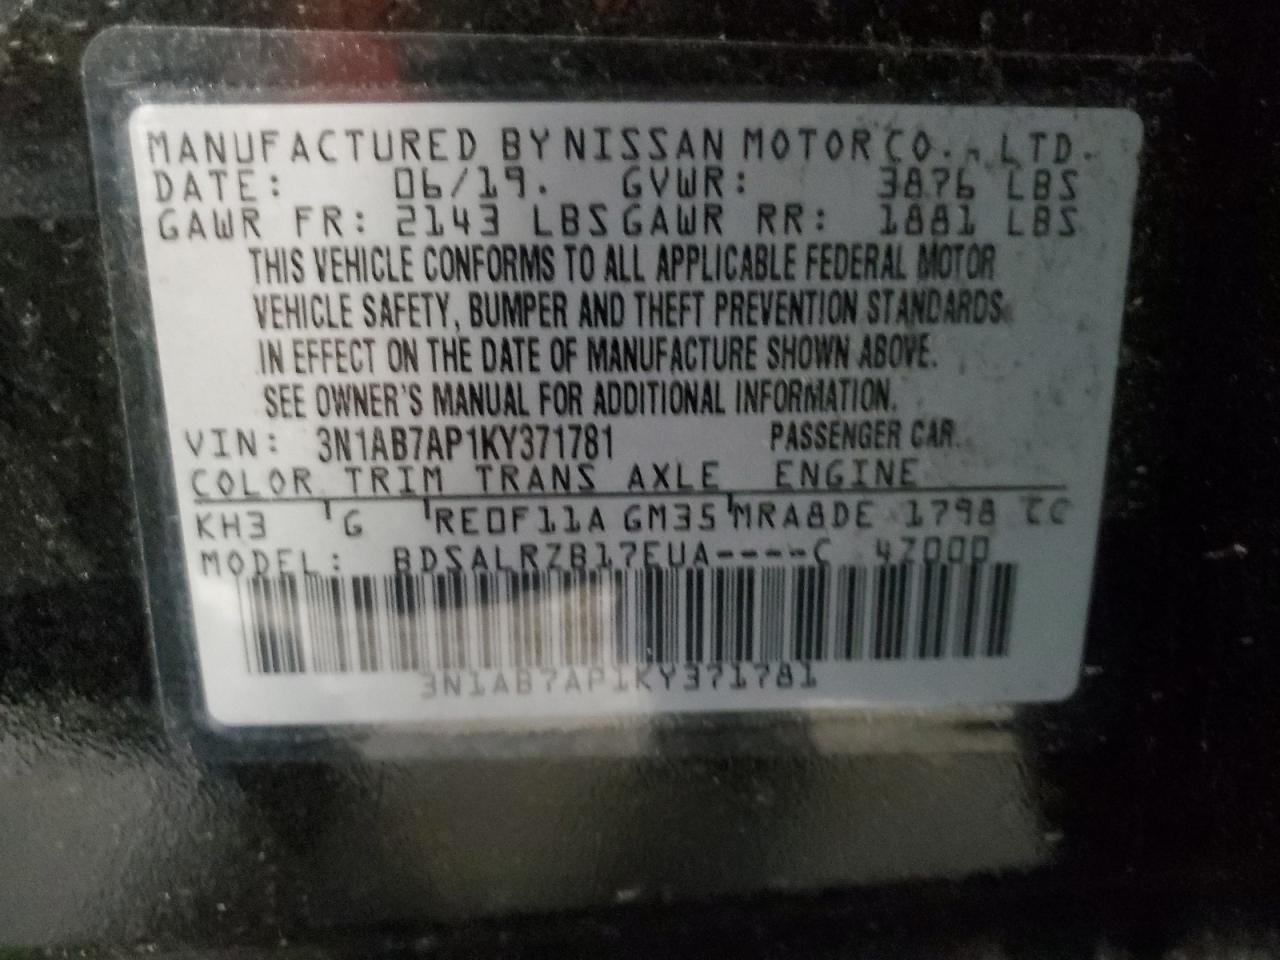 MANUFACTURED BY NISSAN MOTOR CO., LTD.
DATE: 06/19. GVWR: 3876 LBS
GAWR FR: 2143 LBS GAWR RR: 1881 LBS
THIS VEHICLE CONFORMS TO ALL APPLICABLE FEDERAL MOTOR
VEHICLE SAFETY, BUMPER AND THEFT PREVENTION STANDARDS
IN EFFECT ON THE DATE OF MANUFACTURE SHOWN ABOVE.
SEE OWNER'S MANUAL FOR ADDITIONAL INFORMATION.
VIN: 3N1AB7AP1KY371781 PASSENGER CAR
COLOR TRIM TRANS AXLE ENGINE
KH3 G RE0F11A GM35 MRA8DE 1798 CC
MODEL: BDSALRZB17EUA----C 4Z000
3N1AB7AP1KY371781